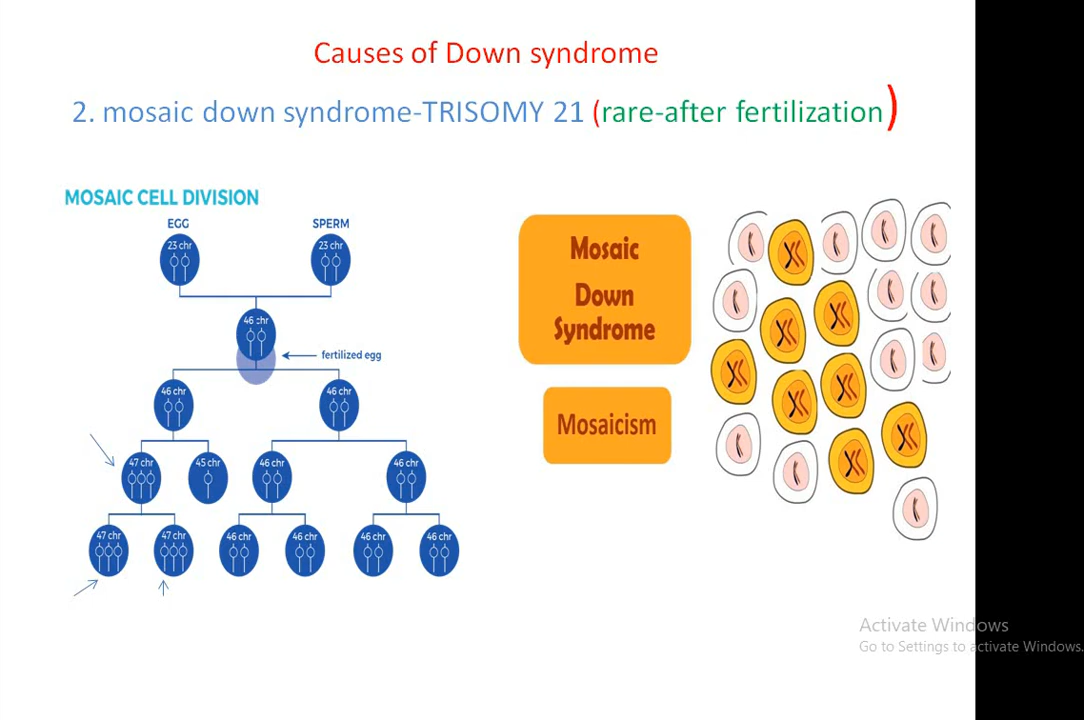 Causes of Down syndrome
2. mosaic down syndrome-TRISOMY 21 (rare-after fertilization)
MOSAIC CELL DIVISION
EGG
SPERM
23 chr
23 chr
46 chr
fertilized egg
46 chr
46 chr
47 chr
45 chr
46 chr
46 chr
47 chr
47 chr
46 chr
46 chr
46 chr
46 chr
Mosaic
Down
Syndrome
Mosaicism
Activate Windows
Go to Settings to activate Windows.